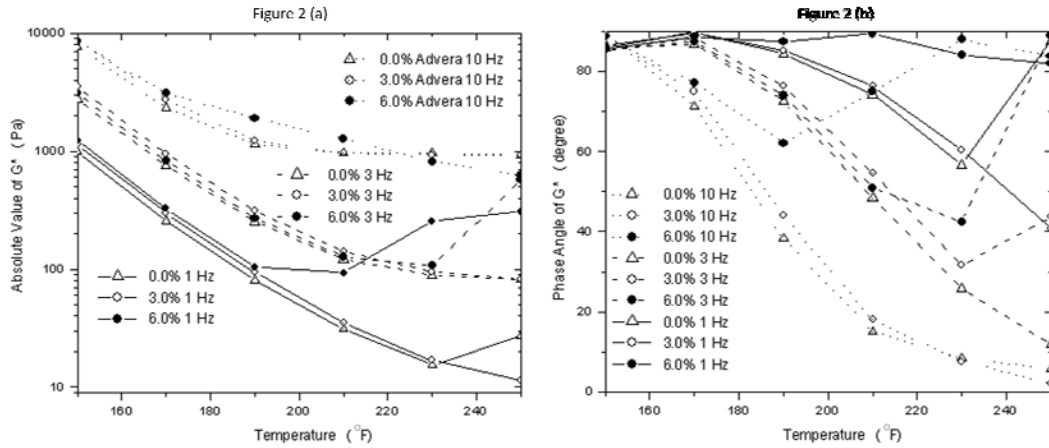 Figure 2 (a)
10000
1000
100
10
Absolute Value of G* ( Pa)
0.0% Advera 10 Hz
3.0% Advera 10 Hz
6.0% Advera 10 Hz
0.0% 3 Hz
3.0% 3 Hz
6.0% 3 Hz
0.0% 1 Hz
3.0% 1 Hz
6.0% 1 Hz
160 180 200 220 240
Temperature ( °F)
Figure 2 (b)
80
60
40
20
0
Phase Angle of G* ( degree)
0.0% 10 Hz
3.0% 10 Hz
6.0% 10 Hz
0.0% 3 Hz
3.0% 3 Hz
6.0% 3 Hz
0.0% 1 Hz
3.0% 1 Hz
6.0% 1 Hz
160 180 200 220 240
Temperature ( °F)